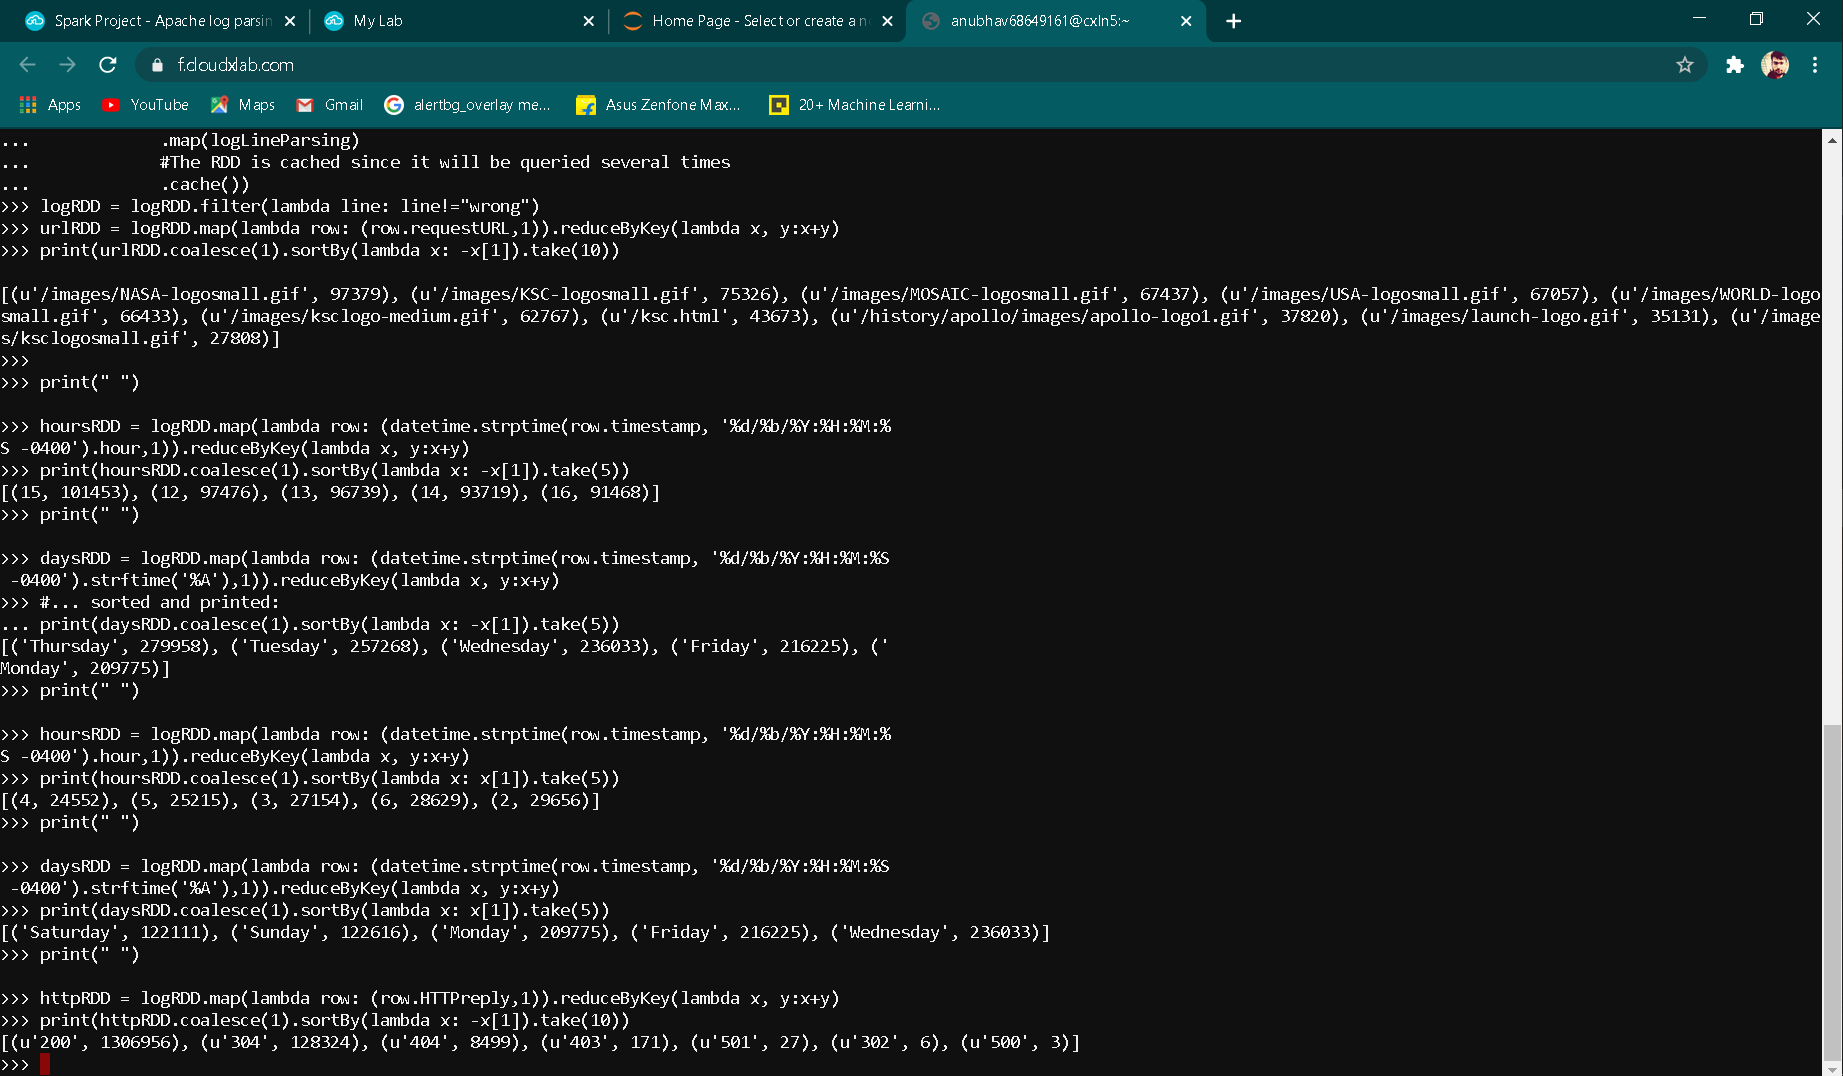 Spark Project - Apache log parsin
My Lab
Home Page - Select or create a n
anubhav68649161@cxln5:~
f.cloudxlab.com
Apps
YouTube
Maps
Gmail
alertbg_overlay me...
Asus Zenfone Max...
20+ Machine Learni...
...             .map(logLineParsing)
...             #The RDD is cached since it will be queried several times
...             .cache())
>>> logRDD = logRDD.filter(lambda line: line!="wrong")
>>> urlRDD = logRDD.map(lambda row: (row.requestURL,1)).reduceByKey(lambda x, y:x+y)
>>> print(urlRDD.coalesce(1).sortBy(lambda x: -x[1]).take(10))
[(u'/images/NASA-logosmall.gif', 97379), (u'/images/KSC-logosmall.gif', 75326), (u'/images/MOSAIC-logosmall.gif', 67437), (u'/images/USA-logosmall.gif', 67057), (u'/images/WORLD-logo
small.gif', 66433), (u'/images/ksclogo-medium.gif', 62767), (u'/ksc.html', 43673), (u'/history/apollo/images/apollo-logo1.gif', 37820), (u'/images/launch-logo.gif', 35131), (u'/image
s/ksclogosmall.gif', 27808)]
>>>
>>> print(" ")
>>> hoursRDD = logRDD.map(lambda row: (datetime.strptime(row.timestamp, '%d/%b/%Y:%H:%M:%
S -0400').hour,1)).reduceByKey(lambda x, y:x+y)
>>> print(hoursRDD.coalesce(1).sortBy(lambda x: -x[1]).take(5))
[(15, 101453), (12, 97476), (13, 96739), (14, 93719), (16, 91468)]
>>> print(" ")
>>> daysRDD = logRDD.map(lambda row: (datetime.strptime(row.timestamp, '%d/%b/%Y:%H:%M:%S
 -0400').strftime('%A'),1)).reduceByKey(lambda x, y:x+y)
>>> #... sorted and printed:
... print(daysRDD.coalesce(1).sortBy(lambda x: -x[1]).take(5))
[('Thursday', 279958), ('Tuesday', 257268), ('Wednesday', 236033), ('Friday', 216225), ('
Monday', 209775)]
>>> print(" ")
>>> hoursRDD = logRDD.map(lambda row: (datetime.strptime(row.timestamp, '%d/%b/%Y:%H:%M:%
S -0400').hour,1)).reduceByKey(lambda x, y:x+y)
>>> print(hoursRDD.coalesce(1).sortBy(lambda x: x[1]).take(5))
[(4, 24552), (5, 25215), (3, 27154), (6, 28629), (2, 29656)]
>>> print(" ")
>>> daysRDD = logRDD.map(lambda row: (datetime.strptime(row.timestamp, '%d/%b/%Y:%H:%M:%S
 -0400').strftime('%A'),1)).reduceByKey(lambda x, y:x+y)
>>> print(daysRDD.coalesce(1).sortBy(lambda x: x[1]).take(5))
[('Saturday', 122111), ('Sunday', 122616), ('Monday', 209775), ('Friday', 216225), ('Wednesday', 236033)]
>>> print(" ")
>>> httpRDD = logRDD.map(lambda row: (row.HTTPreply,1)).reduceByKey(lambda x, y:x+y)
>>> print(httpRDD.coalesce(1).sortBy(lambda x: -x[1]).take(10))
[(u'200', 1306956), (u'304', 128324), (u'404', 8499), (u'403', 171), (u'501', 27), (u'302', 6), (u'500', 3)]
>>>